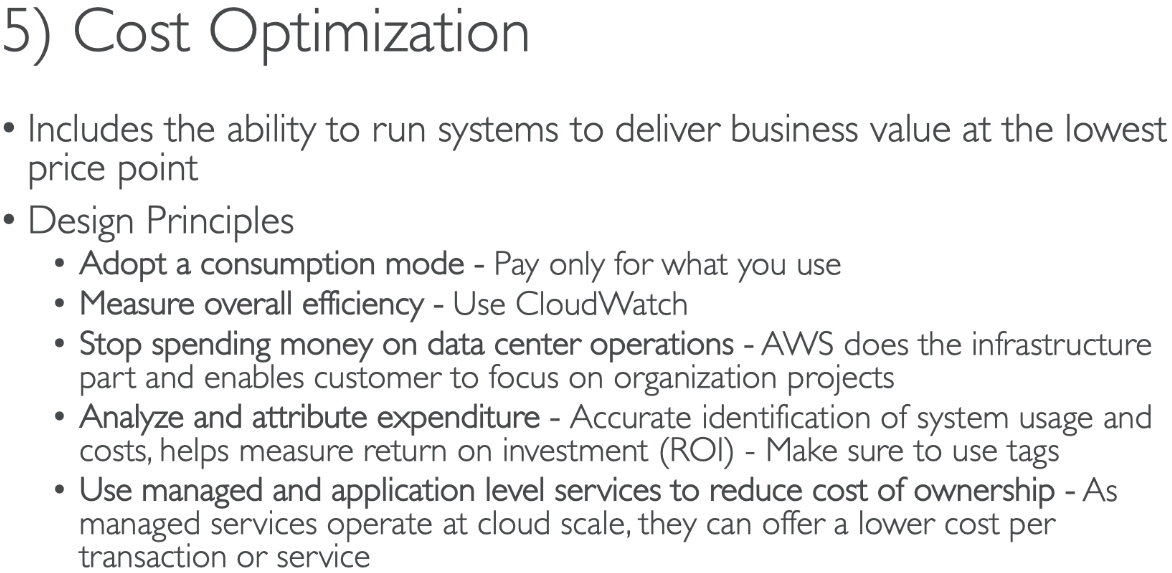 5) Cost Optimization
• Includes the ability to run systems to deliver business value at the lowest
price point
• Design Principles
• Adopt a consumption mode - Pay only for what you use
• Measure overall efficiency - Use CloudWatch
• Stop spending money on data center operations - AWS does the infrastructure
part and enables customer to focus on organization projects
• Analyze and attribute expenditure - Accurate identification of system usage and
costs, helps measure return on investment (ROI) - Make sure to use tags
• Use managed and application level services to reduce cost of ownership - As
managed services operate at cloud scale, they can offer a lower cost per
transaction or service